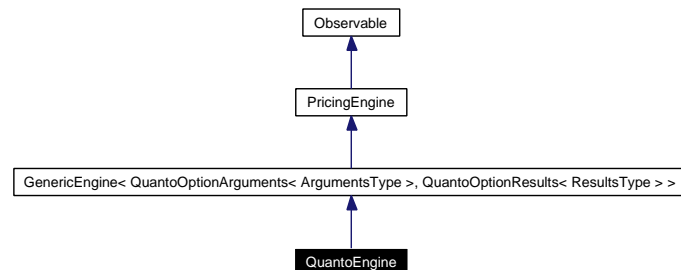 Observable
PricingEngine
GenericEngine< QuantoOptionArguments< ArgumentsType >, QuantoOptionResults< ResultsType > >
QuantoEngine